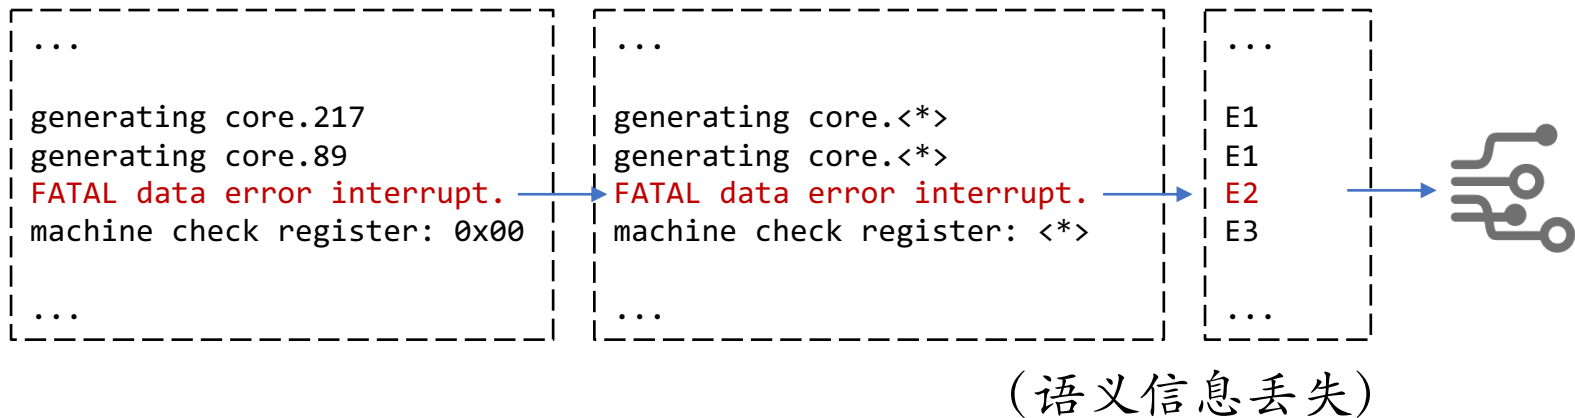 ...
generating core.217
generating core.89
FATAL data error interrupt.
machine check register: 0x00
...
...
generating core.<*>
generating core.<*>
FATAL data error interrupt.
machine check register: <*>
...
...
E1
E1
E2
E3
...
(语义信息丢失)